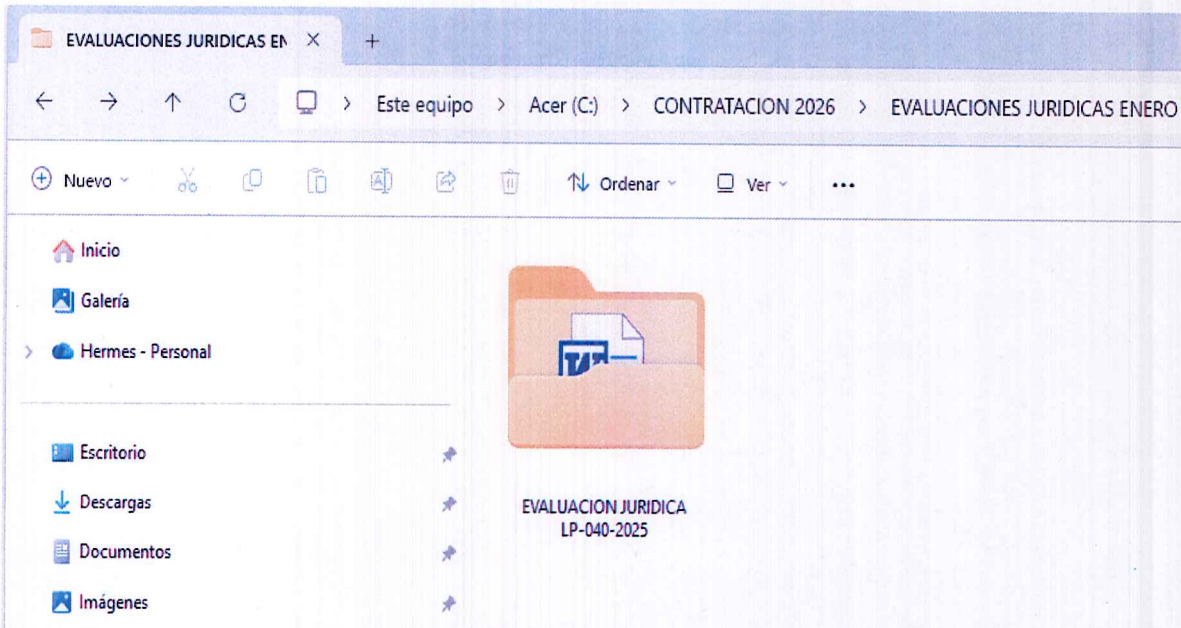 EVALUACIONES JURIDICAS EN
Este equipo > Acer (C:) > CONTRATACION 2026 > EVALUACIONES JURIDICAS ENERO
Nuevo
Ordenar
Ver
Inicio
Galería
Hermes - Personal
Escritorio
Descargas
Documentos
Imágenes
EVALUACION JURIDICA
LP-040-2025